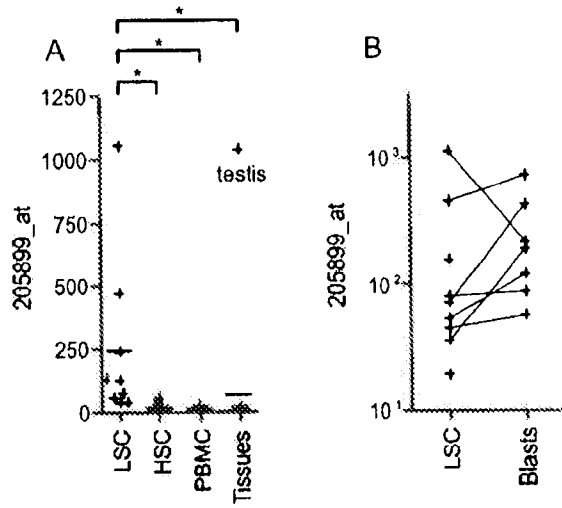 A
*
*
*
1250
1000
750
500
250
0
205899_at
testis
LSC
HSC
PBMC
Tissues
B
10³
10²
10¹
205899_at
LSC
Blasts